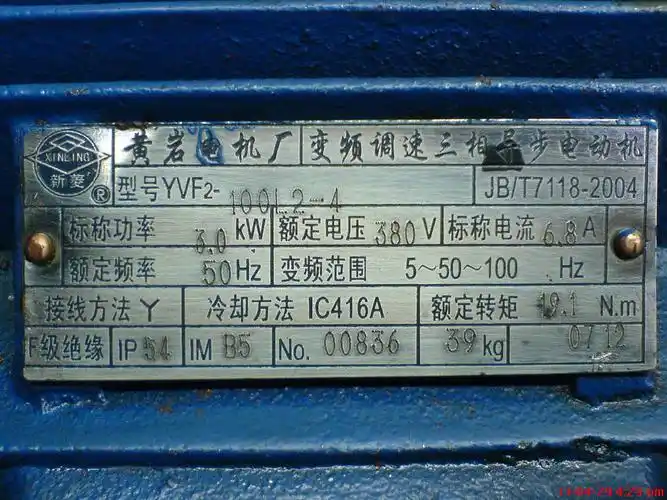 黄岩电机厂 变频调速三相异步电动机
XINLING
新菱 ®
型号YVF2-100L2-4 JB/T7118-2004
标称功率 3.0 kW 额定电压 380 V 标称电流 6.8 A
额定频率 50 Hz 变频范围 5~50~100 Hz
接线方法 Y 冷却方法 IC416A 额定转矩 19.1 N.m
F级绝缘 IP 54 IM B5 No. 00836 39 kg 0712